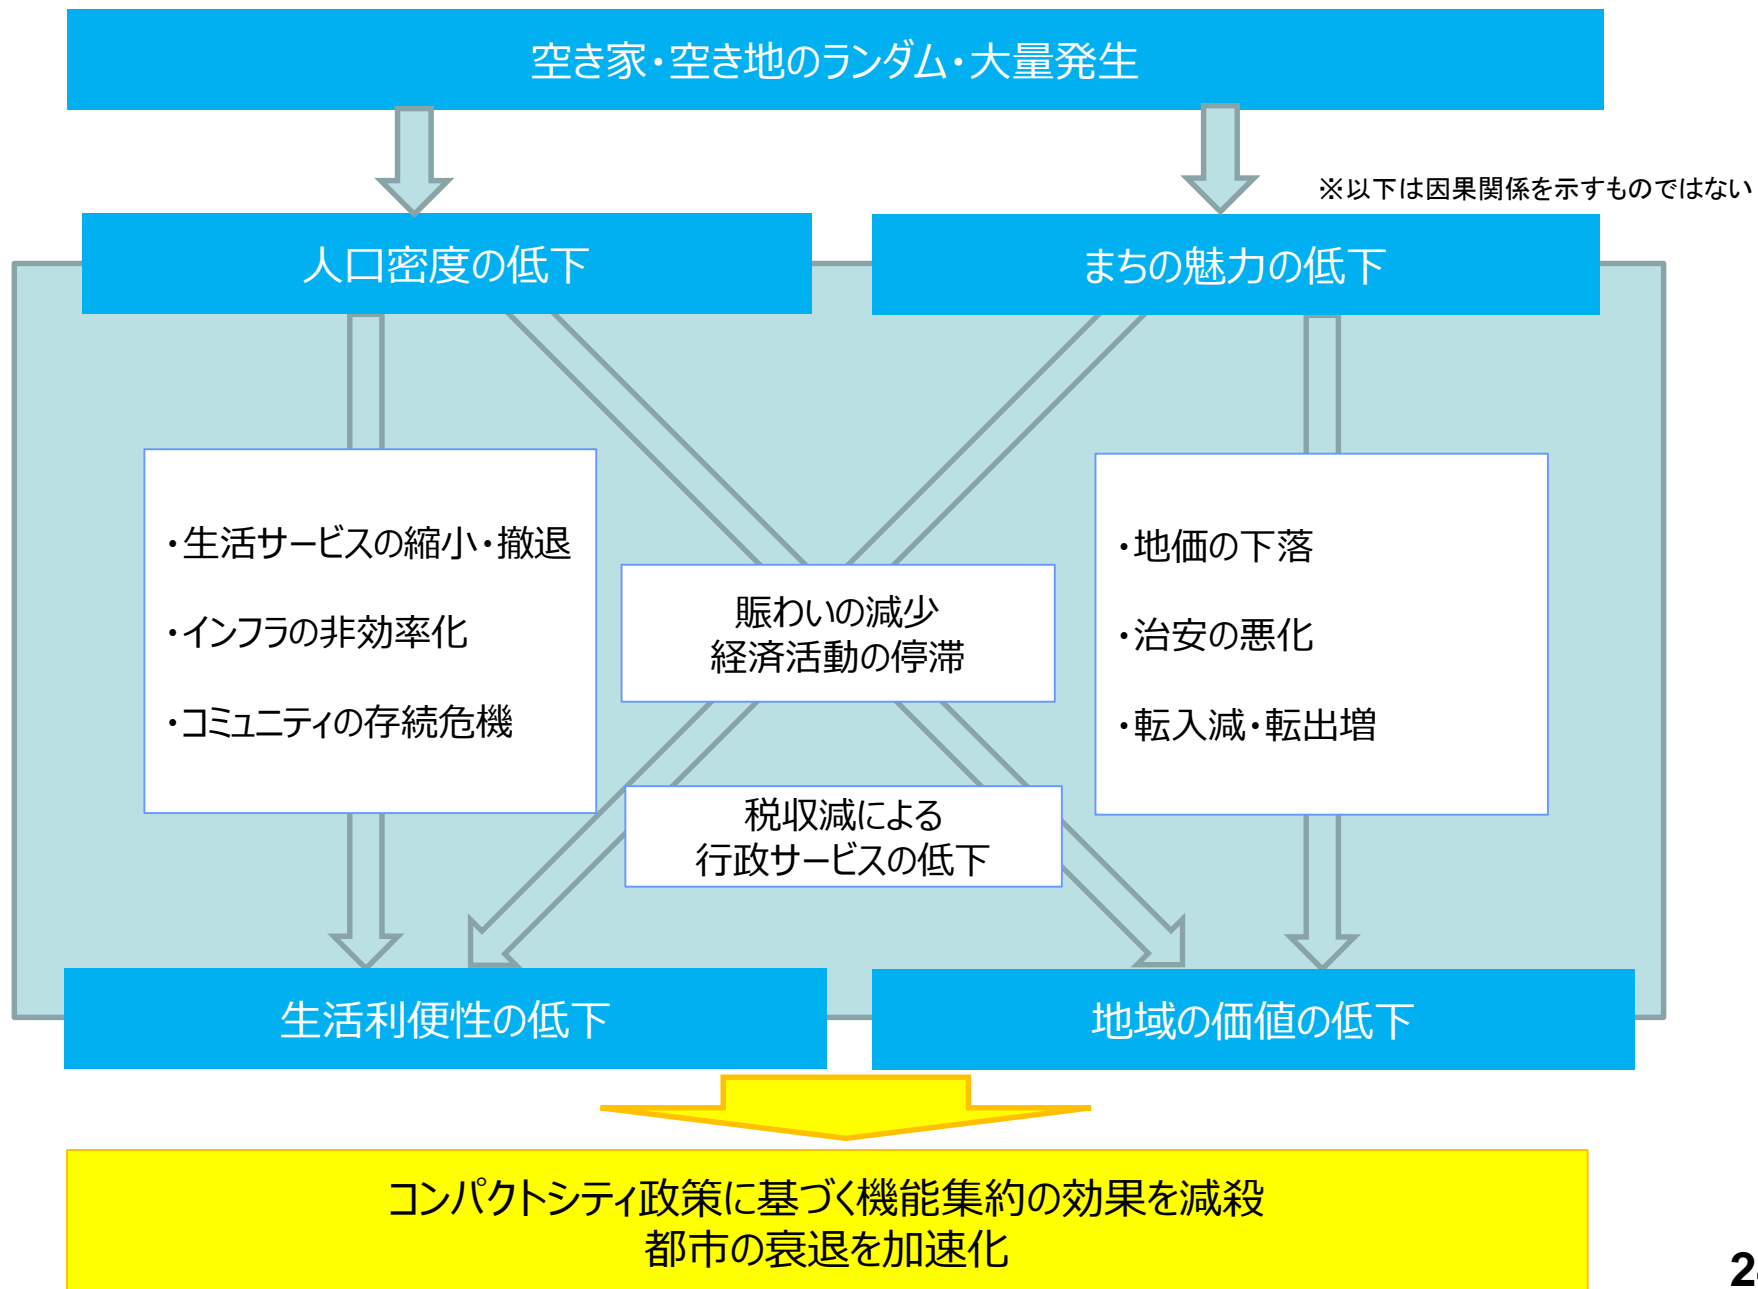 空き家・空き地のランダム・大量発生
※以下は因果関係を示すものではない
人口密度の低下
まちの魅力の低下
・生活サービスの縮小・撤退
・インフラの非効率化
・コミュニティの存続危機
賑わいの減少
経済活動の停滞
税収減による
行政サービスの低下
・地価の下落
・治安の悪化
・転入減・転出増
生活利便性の低下
地域の価値の低下
コンパクトシティ政策に基づく機能集約の効果を減殺
都市の衰退を加速化